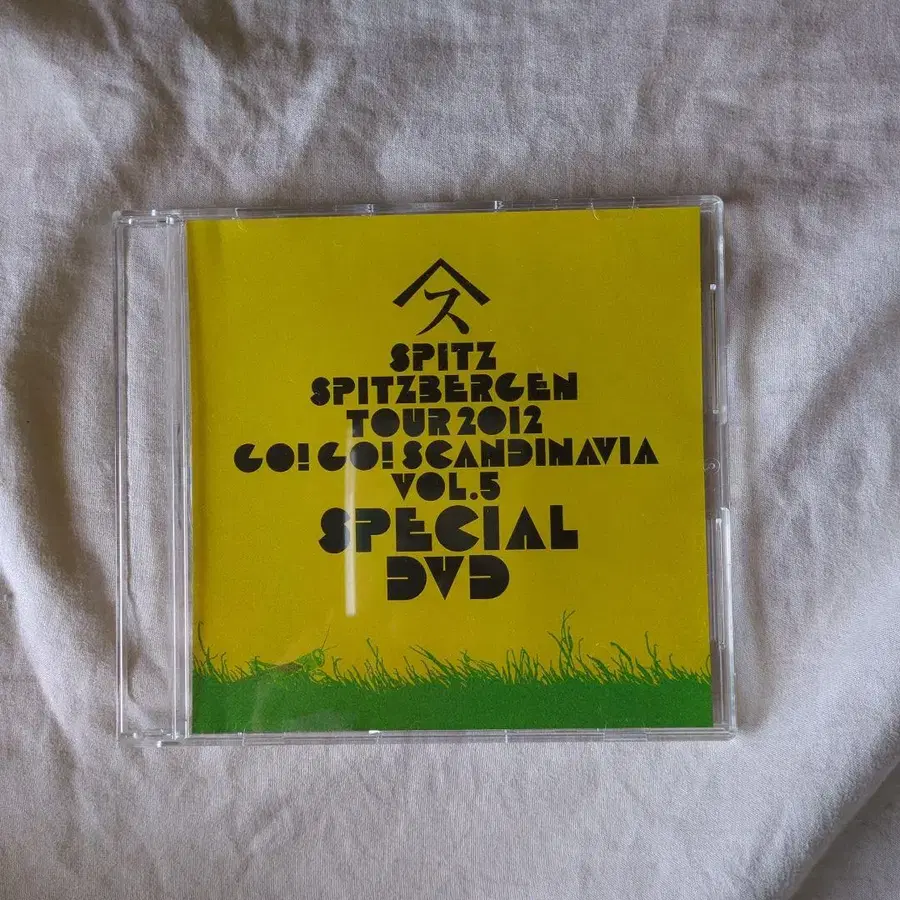 ス
SPITZ
SPITZBERGEN
TOUR 2012
GO! GO! SCANDINAVIA
VOL.5
SPECIAL
DVD